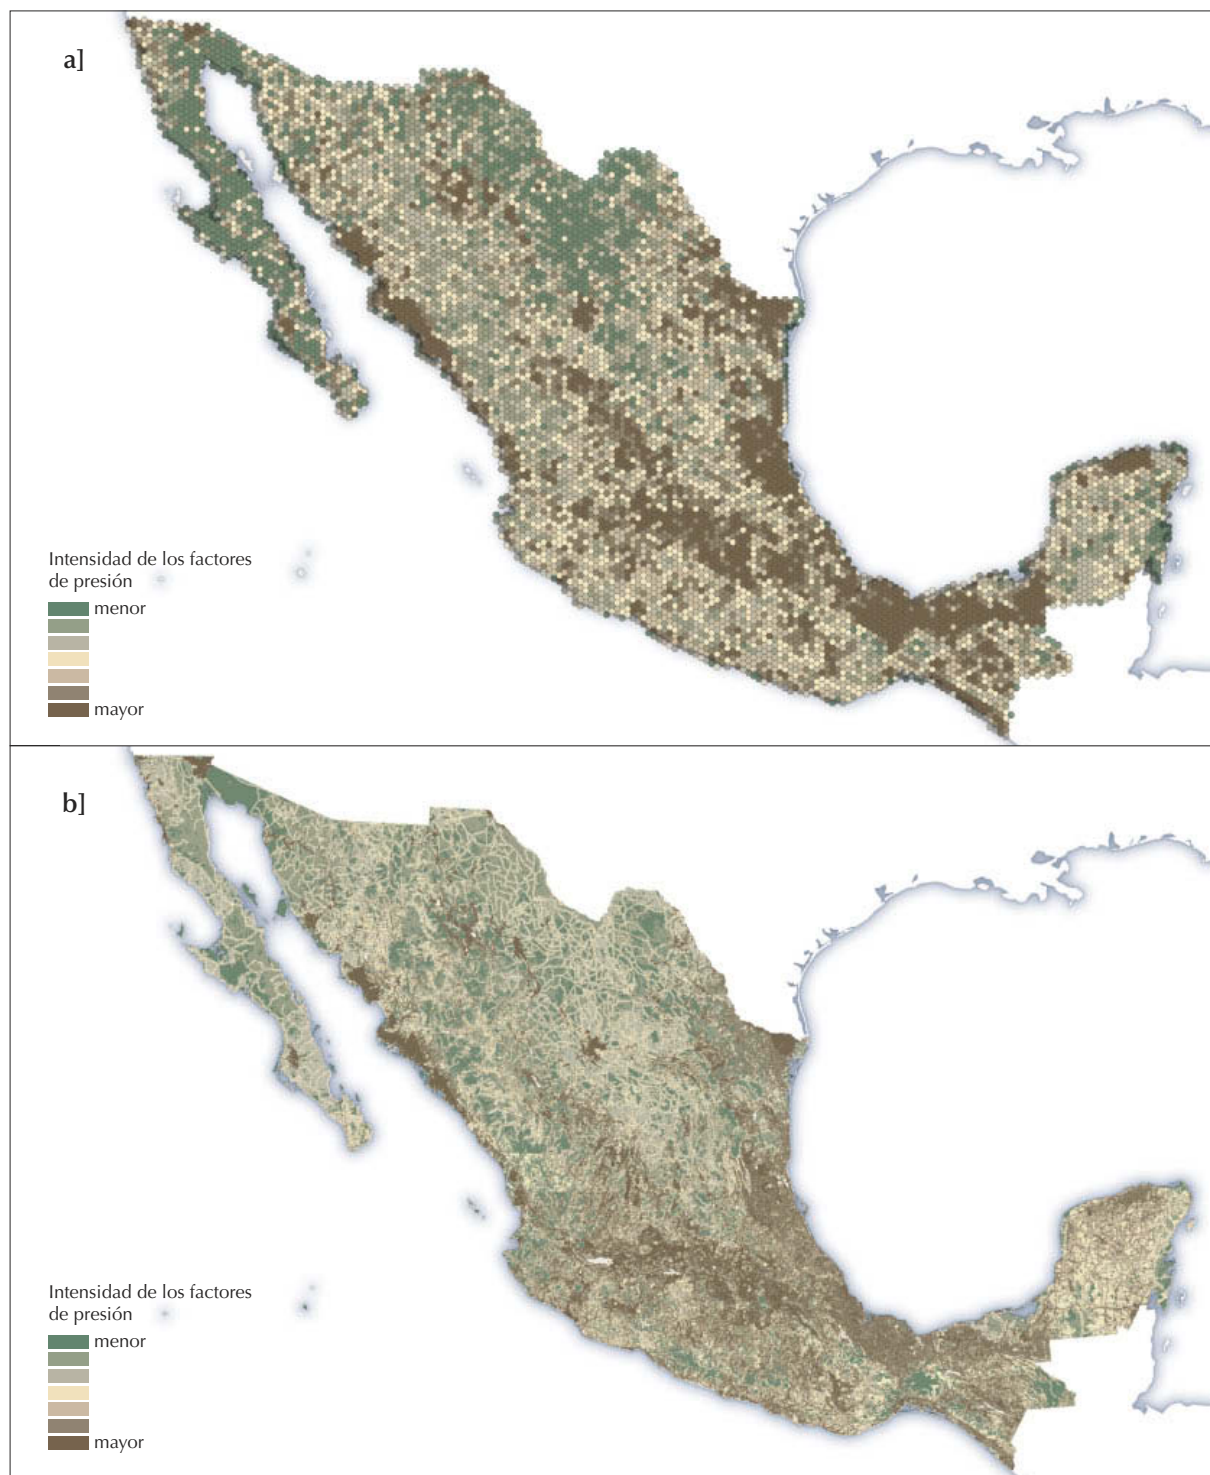 a]
Intensidad de los factores
de presión
menor
mayor
b]
Intensidad de los factores
de presión
menor
mayor